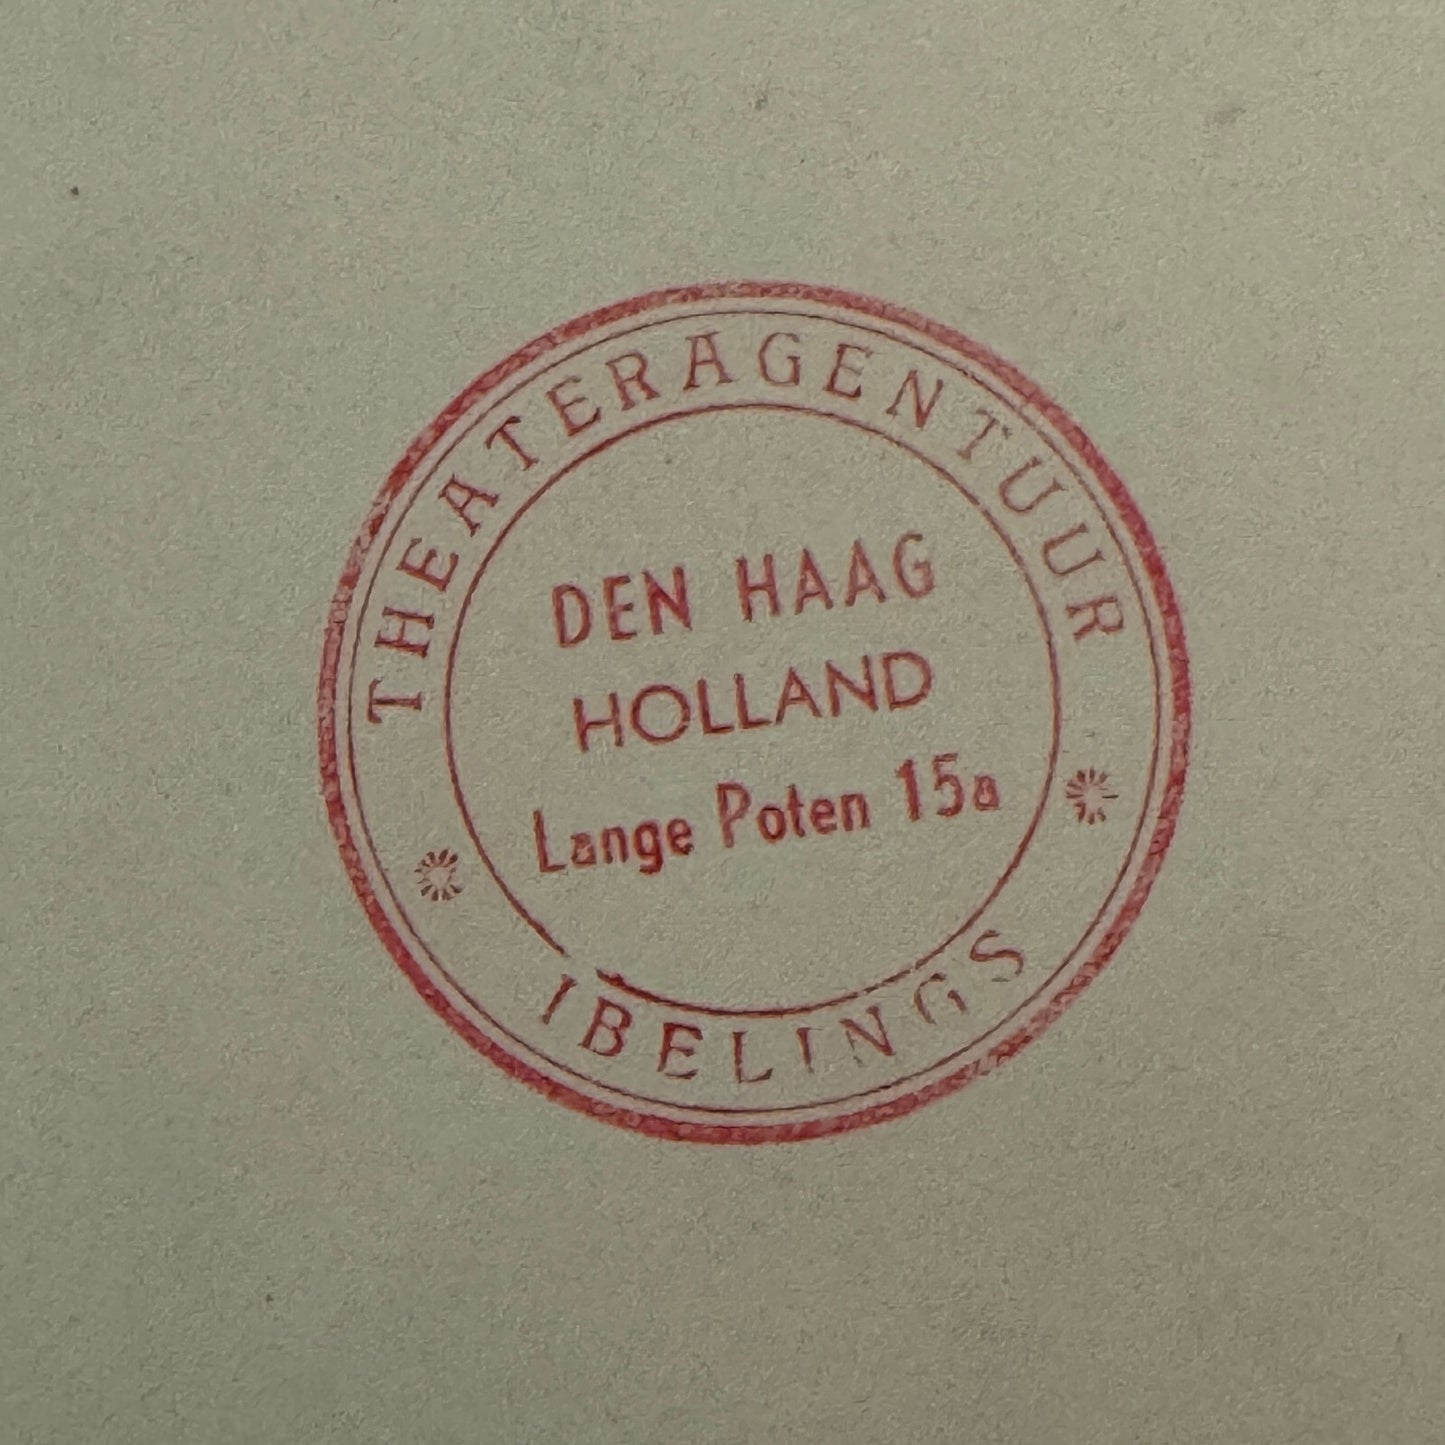 THEATERAGENTUUR
DEN HAAG
HOLLAND
Lange Poten 15a
IBELINGS